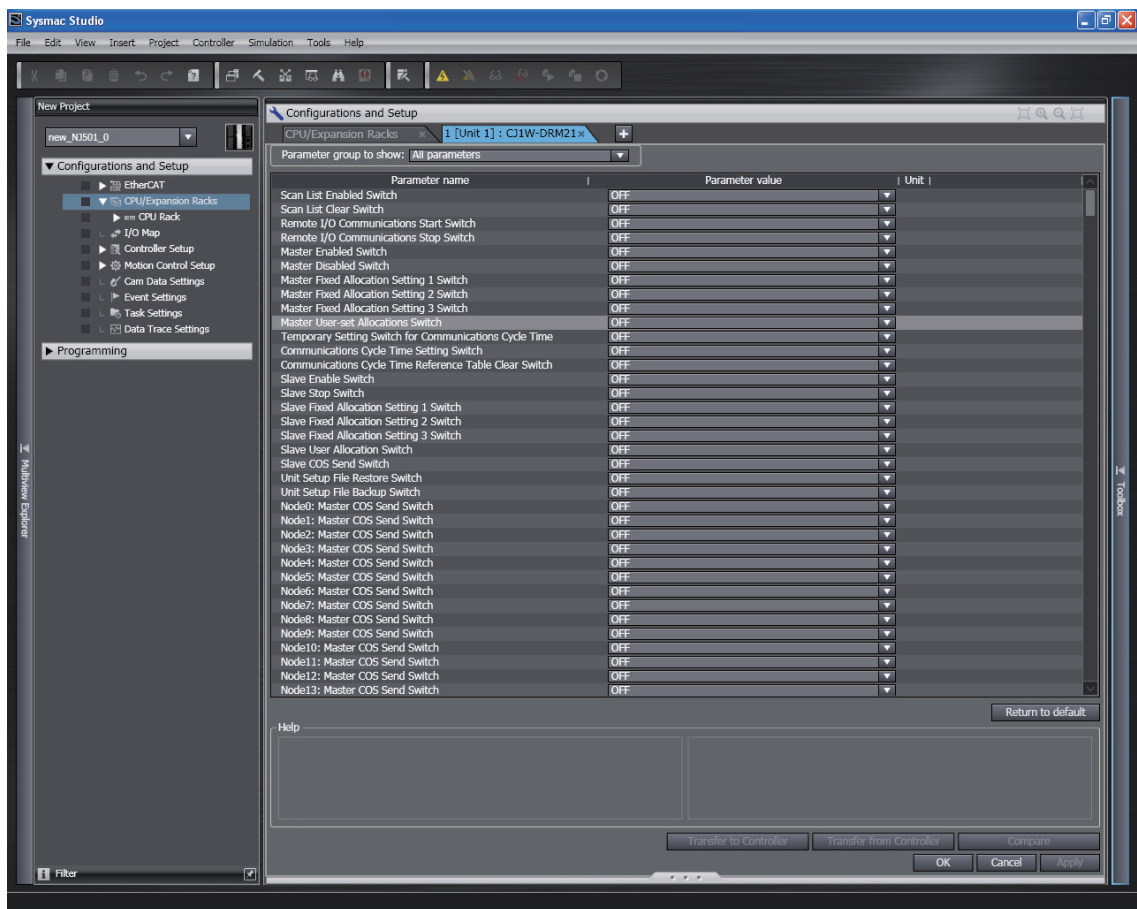 Sysmac Studio
File Edit View Insert Project Controller Simulation Tools Help
New Project
new_NJ501_0
Configurations and Setup
EtherCAT
CPU/Expansion Racks
CPU Rack
I/O Map
Controller Setup
Motion Control Setup
Cam Data Settings
Event Settings
Task Settings
Data Trace Settings
Programming
Multiview Explorer
Filter
Configurations and Setup
CPU/Expansion Racks 1 [Unit 1] : CJ1W-DRM21
Parameter group to show: All parameters
Parameter name Parameter value Unit
Scan List Enabled Switch OFF
Scan List Clear Switch OFF
Remote I/O Communications Start Switch OFF
Remote I/O Communications Stop Switch OFF
Master Enabled Switch OFF
Master Disabled Switch OFF
Master Fixed Allocation Setting 1 Switch OFF
Master Fixed Allocation Setting 2 Switch OFF
Master Fixed Allocation Setting 3 Switch OFF
Master User-set Allocations Switch OFF
Temporary Setting Switch for Communications Cycle Time OFF
Communications Cycle Time Setting Switch OFF
Communications Cycle Time Reference Table Clear Switch OFF
Slave Enable Switch OFF
Slave Stop Switch OFF
Slave Fixed Allocation Setting 1 Switch OFF
Slave Fixed Allocation Setting 2 Switch OFF
Slave Fixed Allocation Setting 3 Switch OFF
Slave User Allocation Switch OFF
Slave COS Send Switch OFF
Unit Setup File Restore Switch OFF
Unit Setup File Backup Switch OFF
Node0: Master COS Send Switch OFF
Node1: Master COS Send Switch OFF
Node2: Master COS Send Switch OFF
Node3: Master COS Send Switch OFF
Node4: Master COS Send Switch OFF
Node5: Master COS Send Switch OFF
Node6: Master COS Send Switch OFF
Node7: Master COS Send Switch OFF
Node8: Master COS Send Switch OFF
Node9: Master COS Send Switch OFF
Node10: Master COS Send Switch OFF
Node11: Master COS Send Switch OFF
Node12: Master COS Send Switch OFF
Node13: Master COS Send Switch OFF
Return to default
Help
Transfer to Controller Transfer from Controller Compare
OK Cancel Apply
Toolbox